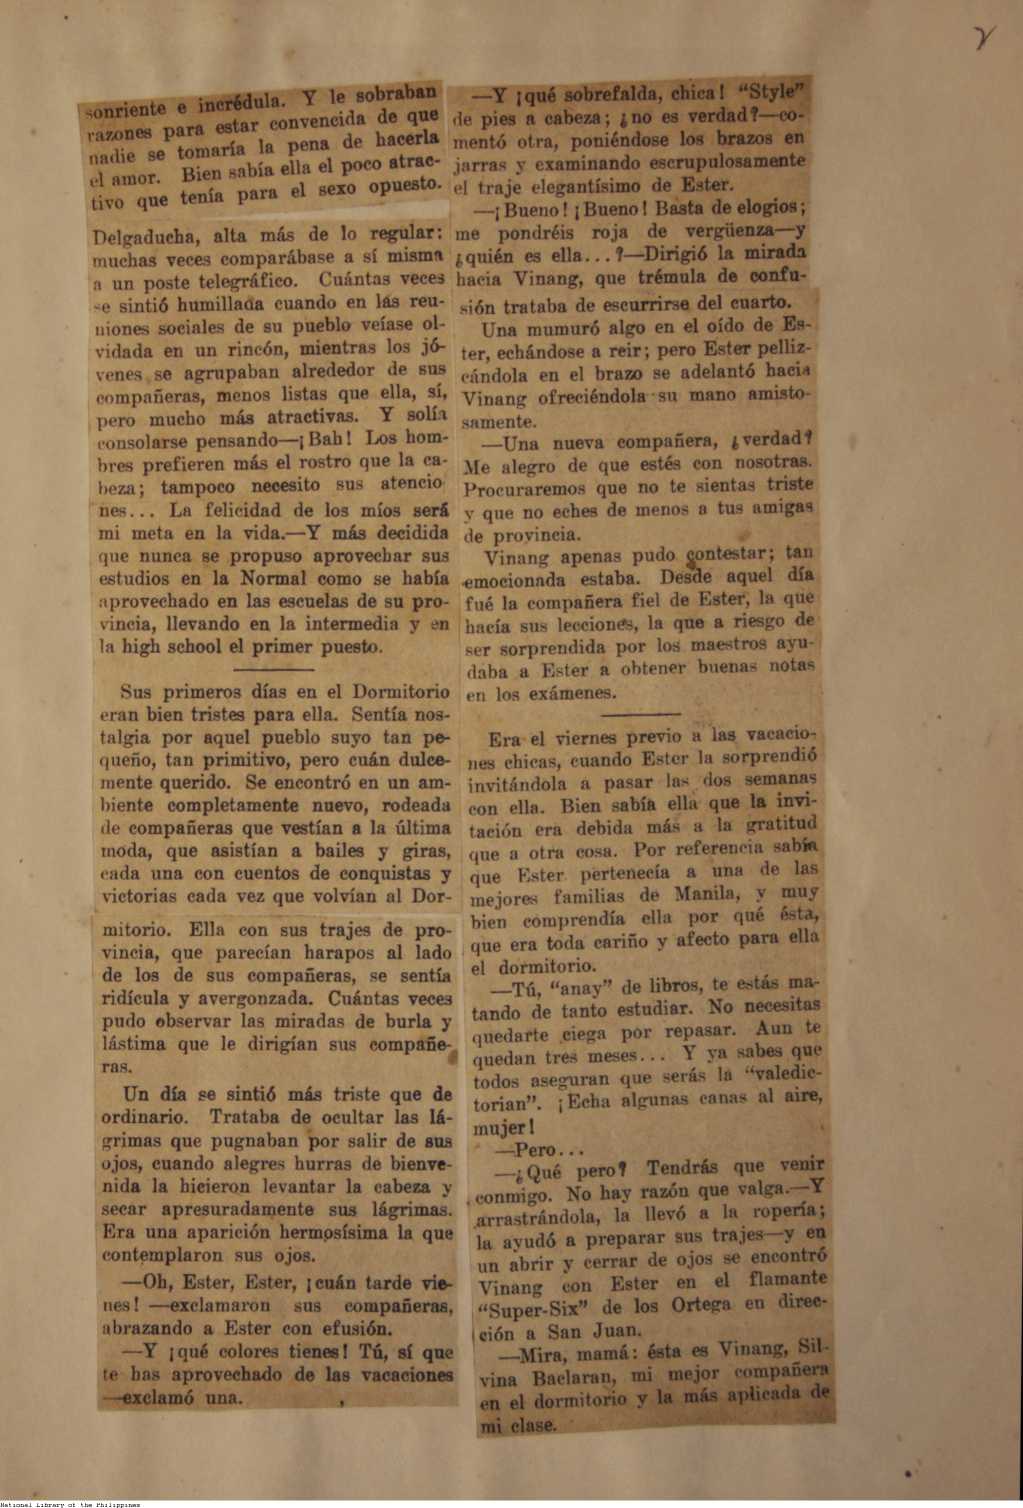 2
sonriente e incrédula. Y le sobraban
razones para estar convencida de que
nadie se tomaría la pena de hacerla
el amor. Bien sabía ella el poco atrac-
tivo que tenía para el sexo opuesto.
Delgaducha, alta más de lo regular:
muchas veces comparábase a sí misma
a un poste telegráfico. Cuántas veces
se sintió humillada cuando en las reu-
niones sociales de su pueblo veíase ol-
vidada en un rincón, mientras los jó-
venes se agrupaban alrededor de sus
compañeras, menos listas que ella, sí,
pero mucho más atractivas. Y solía
consolarse pensando—¡Bah! Los hom-
bres prefieren más el rostro que la ca-
beza; tampoco necesito sus atencio
nes... La felicidad de los míos será
mi meta en la vida.—Y más decidida
que nunca se propuso aprovechar sus
estudios en la Normal como se había
aprovechado en las escuelas de su pro-
vincia, llevando en la intermedia y en
la high school el primer puesto.
Sus primeros días en el Dormitorio
eran bien tristes para ella. Sentía nos-
talgia por aquel pueblo suyo tan pe-
queño, tan primitivo, pero cuán dulce-
mente querido. Se encontró en un am-
biente completamente nuevo, rodeada
de compañeras que vestían a la última
moda, que asistían a bailes y giras,
cada una con cuentos de conquistas y
victorias cada vez que volvían al Dor-
mitorio. Ella con sus trajes de pro-
vincia, que parecían harapos al lado
de los de sus compañeras, se sentía
ridícula y avergonzada. Cuántas veces
pudo observar las miradas de burla y
lástima que le dirigían sus compañe-
ras.
Un día se sintió más triste que de
ordinario. Trataba de ocultar las lá-
grimas que pugnaban por salir de sus
ojos, cuando alegres hurras de bienve-
nida la hicieron levantar la cabeza y
secar apresuradamente sus lágrimas.
Era una aparición hermosísima la que
contemplaron sus ojos.
—Oh, Ester, Ester, ¡cuán tarde vie-
nes! —exclamaron sus compañeras,
abrazando a Ester con efusión.
—Y ¡qué colores tienes! Tú, sí que
te has aprovechado de las vacaciones
—exclamó una.
—Y ¡qué sobrefalda, chica! "Style"
de pies a cabeza; ¿no es verdad?—co-
mentó otra, poniéndose los brazos en
jarras y examinando escrupulosamente
el traje elegantísimo de Ester.
—¡Bueno! ¡Bueno! Basta de elogios;
me pondréis roja de vergüenza—y
¿quién es ella...?—Dirigió la mirada
hacia Vinang, que trémula de confu-
sión trataba de escurrirse del cuarto.
Una mumuró algo en el oído de Es-
ter, echándose a reir; pero Ester pelliz-
cándola en el brazo se adelantó hacia
Vinang ofreciéndola su mano amisto-
samente.
—Una nueva compañera, ¿verdad?
Me alegro de que estés con nosotras.
Procuraremos que no te sientas triste
y que no eches de menos a tus amigas
de provincia.
Vinang apenas pudo contestar; tan
emocionada estaba. Desde aquel día
fué la compañera fiel de Ester, la que
hacía sus lecciones, la que a riesgo de
ser sorprendida por los maestros ayu-
daba a Ester a obtener buenas notas
en los exámenes.
Era el viernes previo a las vacacio-
nes chicas, cuando Ester la sorprendió
invitándola a pasar las dos semanas
con ella. Bien sabía ella que la invi-
tación era debida más a la gratitud
que a otra cosa. Por referencia sabía
que Ester pertenecía a una de las
mejores familias de Manila, y muy
bien comprendía ella por qué ésta,
que era toda cariño y afecto para ella
el dormitorio.
—Tú, "anay" de libros, te estás ma-
tando de tanto estudiar. No necesitas
quedarte ciega por repasar. Aun te
quedan tres meses... Y ya sabes que
todos aseguran que serás la "valedic-
torian". ¡Echa algunas canas al aire,
mujer!
—Pero...
—¿Qué pero? Tendrás que venir
conmigo. No hay razón que valga.—Y
arrastrándola, la llevó a la ropería;
la ayudó a preparar sus trajes—y en
un abrir y cerrar de ojos se encontró
Vinang con Ester en el flamante
"Super-Six" de los Ortega en direc-
ción a San Juan.
—Mira, mamá: ésta es Vinang, Sil-
vina Baclaran, mi mejor compañera
en el dormitorio y la más aplicada de
mi clase.
National Library of the Philippines